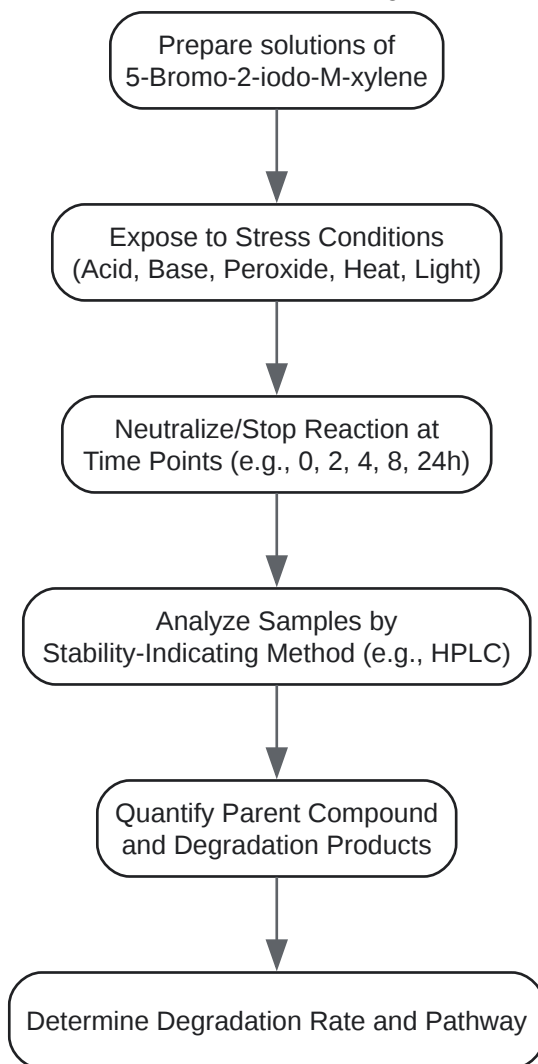 Prepare solutions of
5-Bromo-2-iodo-M-xylene
Expose to Stress Conditions
(Acid, Base, Peroxide, Heat, Light)
Neutralize/Stop Reaction at
Time Points (e.g., 0, 2, 4, 8, 24h)
Analyze Samples by
Stability-Indicating Method (e.g., HPLC)
Quantify Parent Compound
and Degradation Products
Determine Degradation Rate and Pathway